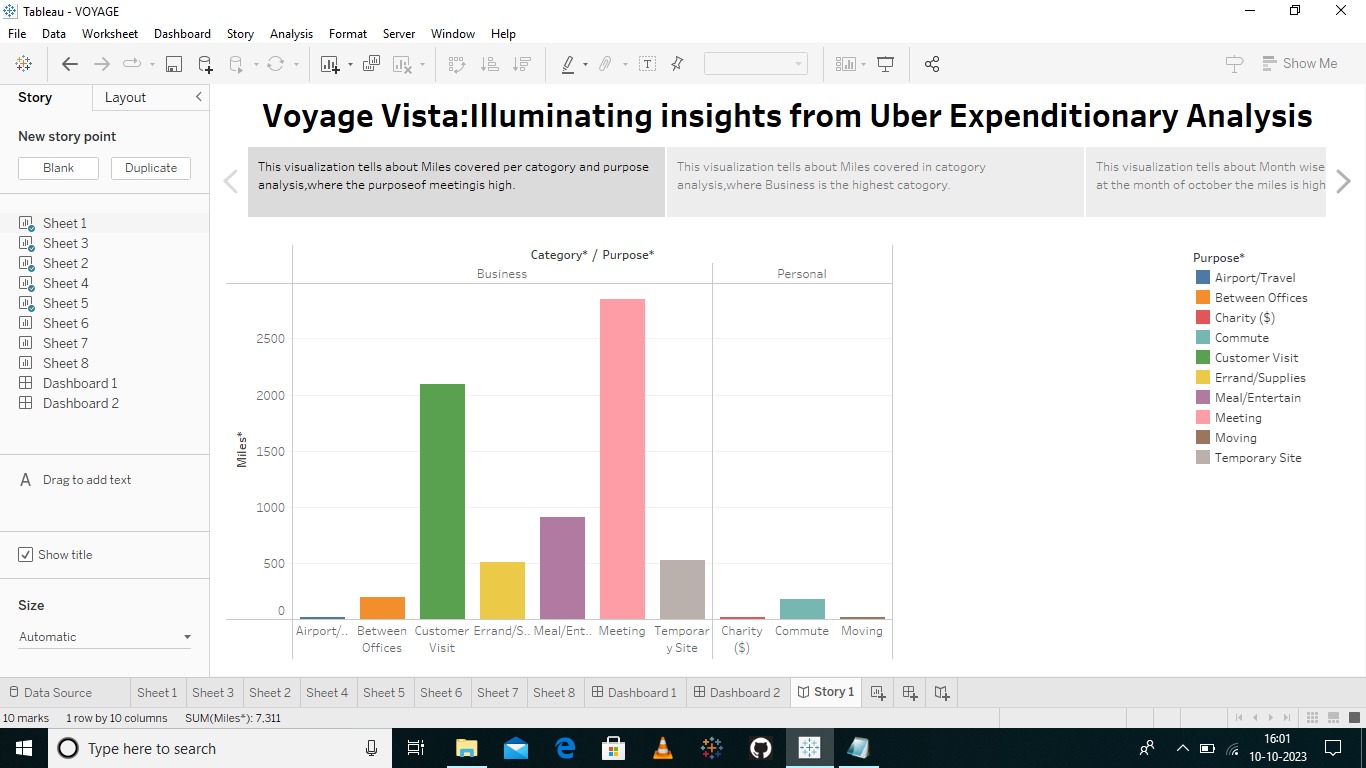 Tableau - VOYAGE
File Data Worksheet Dashboard Story Analysis Format Server Window Help
Show Me
Story Layout
New story point
Blank Duplicate
Sheet 1
Sheet 3
Sheet 2
Sheet 4
Sheet 5
Sheet 6
Sheet 7
Sheet 8
Dashboard 1
Dashboard 2
A Drag to add text
Show title
Size
Automatic
Voyage Vista:Illuminating insights from Uber Expenditionary Analysis
This visualization tells about Miles covered per catogory and purpose
analysis,where the purposeof meetingis high.
This visualization tells about Miles covered in catogory
analysis,where Business is the highest catogory.
This visualization tells about Month wise
at the month of october the miles is high
Category* / Purpose*
Business Personal
Miles*
2500
2000
1500
1000
500
0
Airport/.. Between Customer Errand/S.. Meal/Ent.. Meeting Temporar Charity Commute Moving
Offices Visit y Site ($)
Purpose*
Airport/Travel
Between Offices
Charity ($)
Commute
Customer Visit
Errand/Supplies
Meal/Entertain
Meeting
Moving
Temporary Site
Data Source Sheet 1 Sheet 3 Sheet 2 Sheet 4 Sheet 5 Sheet 6 Sheet 7 Sheet 8 Dashboard 1 Dashboard 2 Story 1
10 marks 1 row by 10 columns SUM(Miles*): 7,311
Type here to search
16:01
10-10-2023